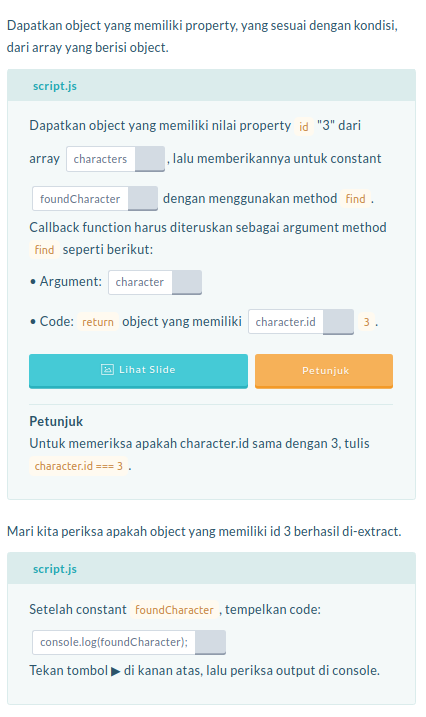 Dapatkan object yang memiliki property, yang sesuai dengan kondisi,
dari array yang berisi object.
script.js
Dapatkan object yang memiliki nilai property id "3" dari
array characters , lalu memberikannya untuk constant
foundCharacter dengan menggunakan method find .
Callback function harus diteruskan sebagai argument method
find seperti berikut:
• Argument: character
• Code: return object yang memiliki character.id 3 .
Lihat Slide Petunjuk
Petunjuk
Untuk memeriksa apakah character.id sama dengan 3, tulis
character.id === 3 .
Mari kita periksa apakah object yang memiliki id 3 berhasil di-extract.
script.js
Setelah constant foundCharacter , tempelkan code:
console.log(foundCharacter);
Tekan tombol ▶ di kanan atas, lalu periksa output di console.